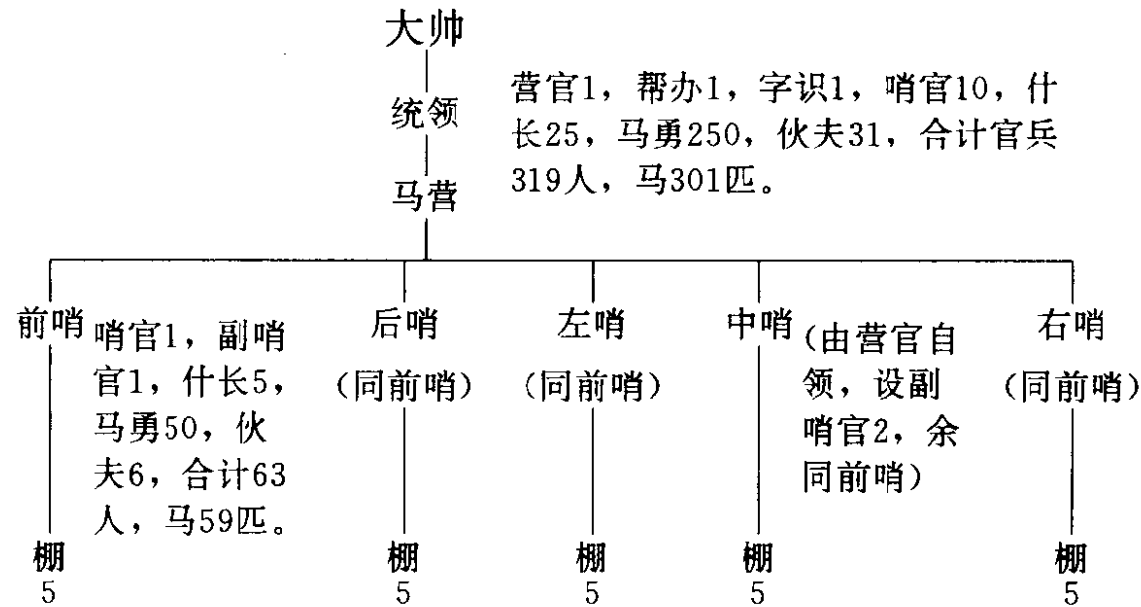 大帅
统领
马营
营官1，帮办1，字识1，哨官10，什
长25，马勇250，伙夫31，合计官兵
319人，马301匹。
前哨
哨官1，副哨
官1，什长5，
马勇50，伙
夫6，合计63
人，马59匹。
棚
5
后哨
（同前哨）
棚
5
左哨
（同前哨）
棚
5
中哨
（由营官自
领，设副
哨官2，余
同前哨）
棚
5
右哨
（同前哨）
棚
5